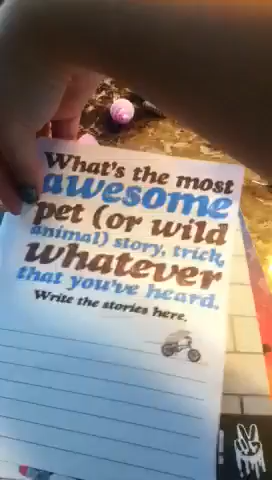 What's the most
awesome
pet (or wild
animal) story, trick,
whatever
that you've heard.
Write the stories here.